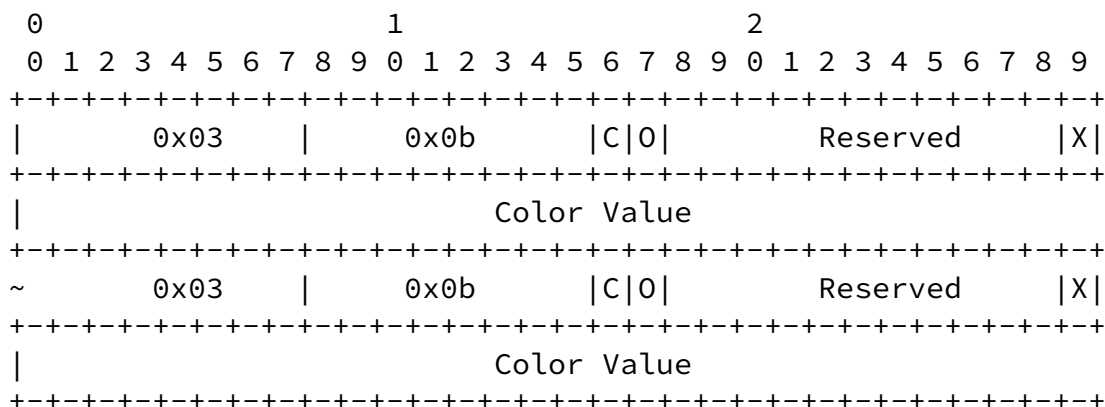 0                   1                   2
 0 1 2 3 4 5 6 7 8 9 0 1 2 3 4 5 6 7 8 9 0 1 2 3 4 5 6 7 8 9
+-+-+-+-+-+-+-+-+-+-+-+-+-+-+-+-+-+-+-+-+-+-+-+-+-+-+-+-+-+-+
|       0x03    |     0x0b      |C|O|        Reserved     |X|
+-+-+-+-+-+-+-+-+-+-+-+-+-+-+-+-+-+-+-+-+-+-+-+-+-+-+-+-+-+-+
|                          Color Value
+-+-+-+-+-+-+-+-+-+-+-+-+-+-+-+-+-+-+-+-+-+-+-+-+-+-+-+-+-+-+
~       0x03    |     0x0b      |C|O|        Reserved     |X|
+-+-+-+-+-+-+-+-+-+-+-+-+-+-+-+-+-+-+-+-+-+-+-+-+-+-+-+-+-+-+
|                          Color Value
+-+-+-+-+-+-+-+-+-+-+-+-+-+-+-+-+-+-+-+-+-+-+-+-+-+-+-+-+-+-+